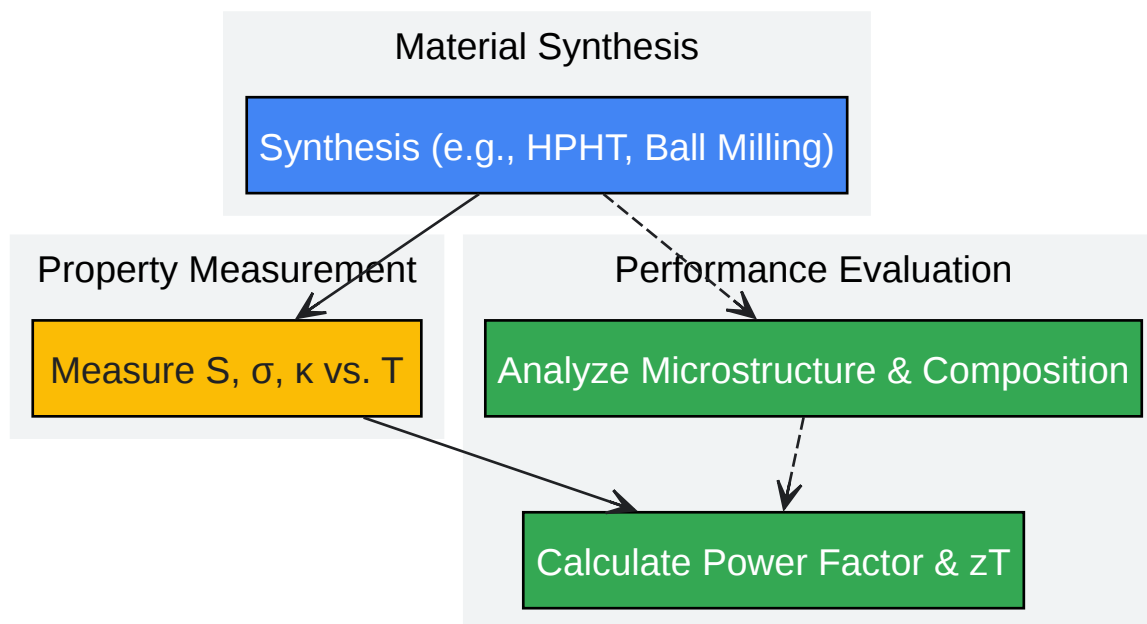 Material Synthesis
Synthesis (e.g., HPHT, Ball Milling)
Property Measurement
Performance Evaluation
Measure S, σ, κ vs. T
Analyze Microstructure & Composition
Calculate Power Factor & zT